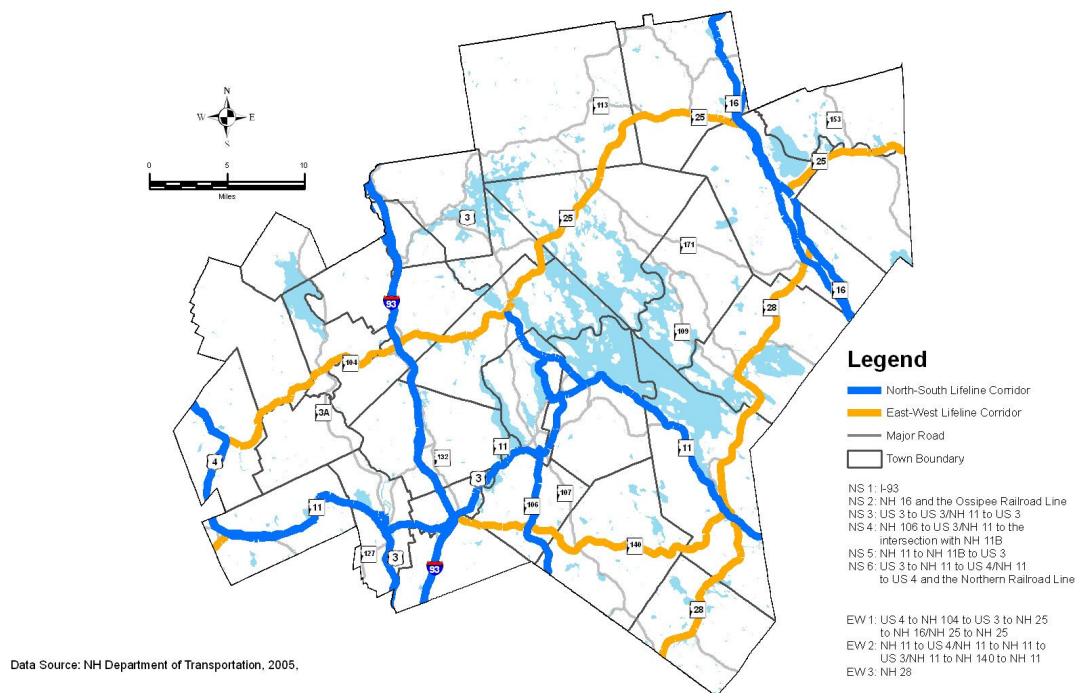 N
W E
S
0 5 10
Miles
113
25
16
153
25
3
25
171
16
93
28
109
104
3A
11
4
132
3
11
106
107
11
140
127
3
93
28
Legend
North-South Lifeline Corridor
East-West Lifeline Corridor
Major Road
Town Boundary
NS 1: I-93
NS 2: NH 16 and the Ossipee Railroad Line
NS 3: US 3 to US 3/NH 11 to US 3
NS 4: NH 106 to US 3/NH 11 to the
intersection with NH 11B
NS 5: NH 11 to NH 11B to US 3
NS 6: US 3 to NH 11 to US 4/NH 11
to US 4 and the Northern Railroad Line
EW 1: US 4 to NH 104 to US 3 to NH 25
to NH 16/NH 25 to NH 25
EW 2: NH 11 to US 4/NH 11 to NH 11 to
US 3/NH 11 to NH 140 to NH 11
EW 3: NH 28
Data Source: NH Department of Transportation, 2005,